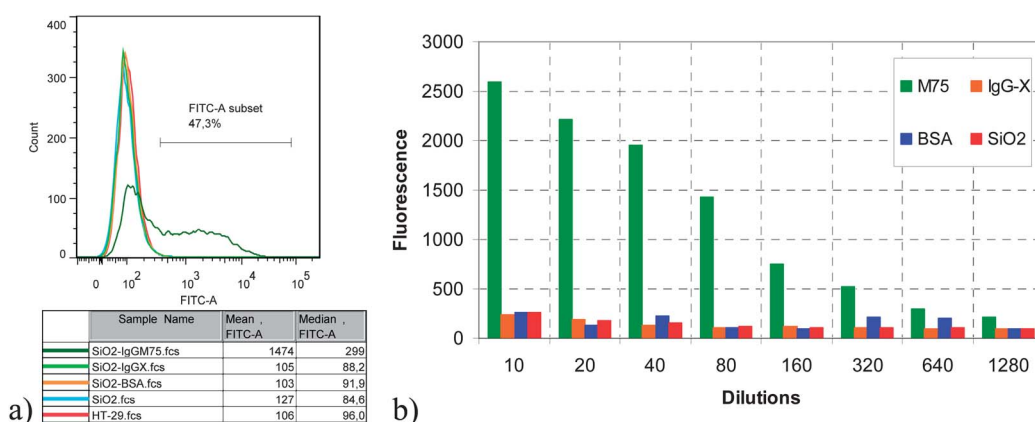 400
300
200
100
0
Count
FITC-A subset
47,3%
0 10^2 10^3 10^4 10^5
FITC-A
Sample Name Mean , FITC-A Median , FITC-A
SiO2-IgGM75.fcs 1474 299
SiO2-IgGX.fcs 105 88,2
SiO2-BSA.fcs 103 91,9
SiO2.fcs 127 84,6
HT-29.fcs 106 96,0
a)
3000
2500
2000
1500
1000
500
0
Fluorescence
M75 IgG-X
BSA SiO2
10 20 40 80 160 320 640 1280
Dilutions
b)